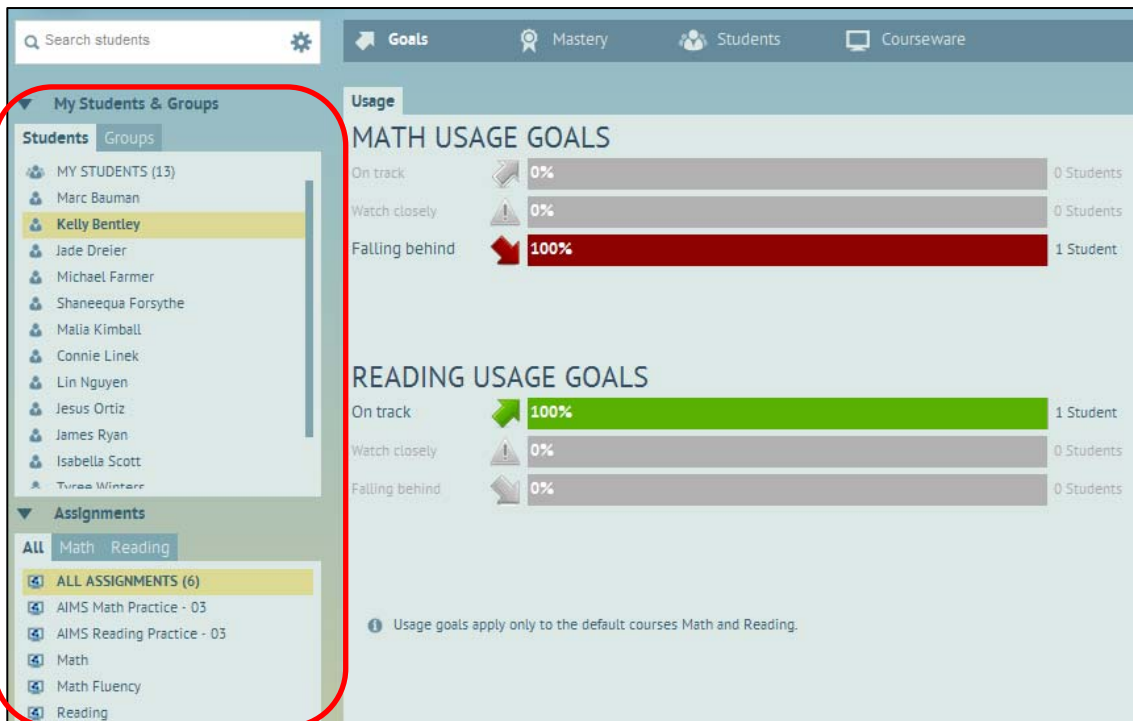 Search students
Goals Mastery Students Courseware
My Students & Groups
Students Groups
MY STUDENTS (13)
Marc Bauman
Kelly Bentley
Jade Dreier
Michael Farmer
Shaneequa Forsythe
Malia Kimball
Connie Linek
Lin Nguyen
Jesus Ortiz
James Ryan
Isabella Scott
Tyree Winters
Assignments
All Math Reading
ALL ASSIGNMENTS (6)
AIMS Math Practice - 03
AIMS Reading Practice - 03
Math
Math Fluency
Reading
Usage
MATH USAGE GOALS
On track 0% 0 Students
Watch closely 0% 0 Students
Falling behind 100% 1 Student
READING USAGE GOALS
On track 100% 1 Student
Watch closely 0% 0 Students
Falling behind 0% 0 Students
Usage goals apply only to the default courses Math and Reading.